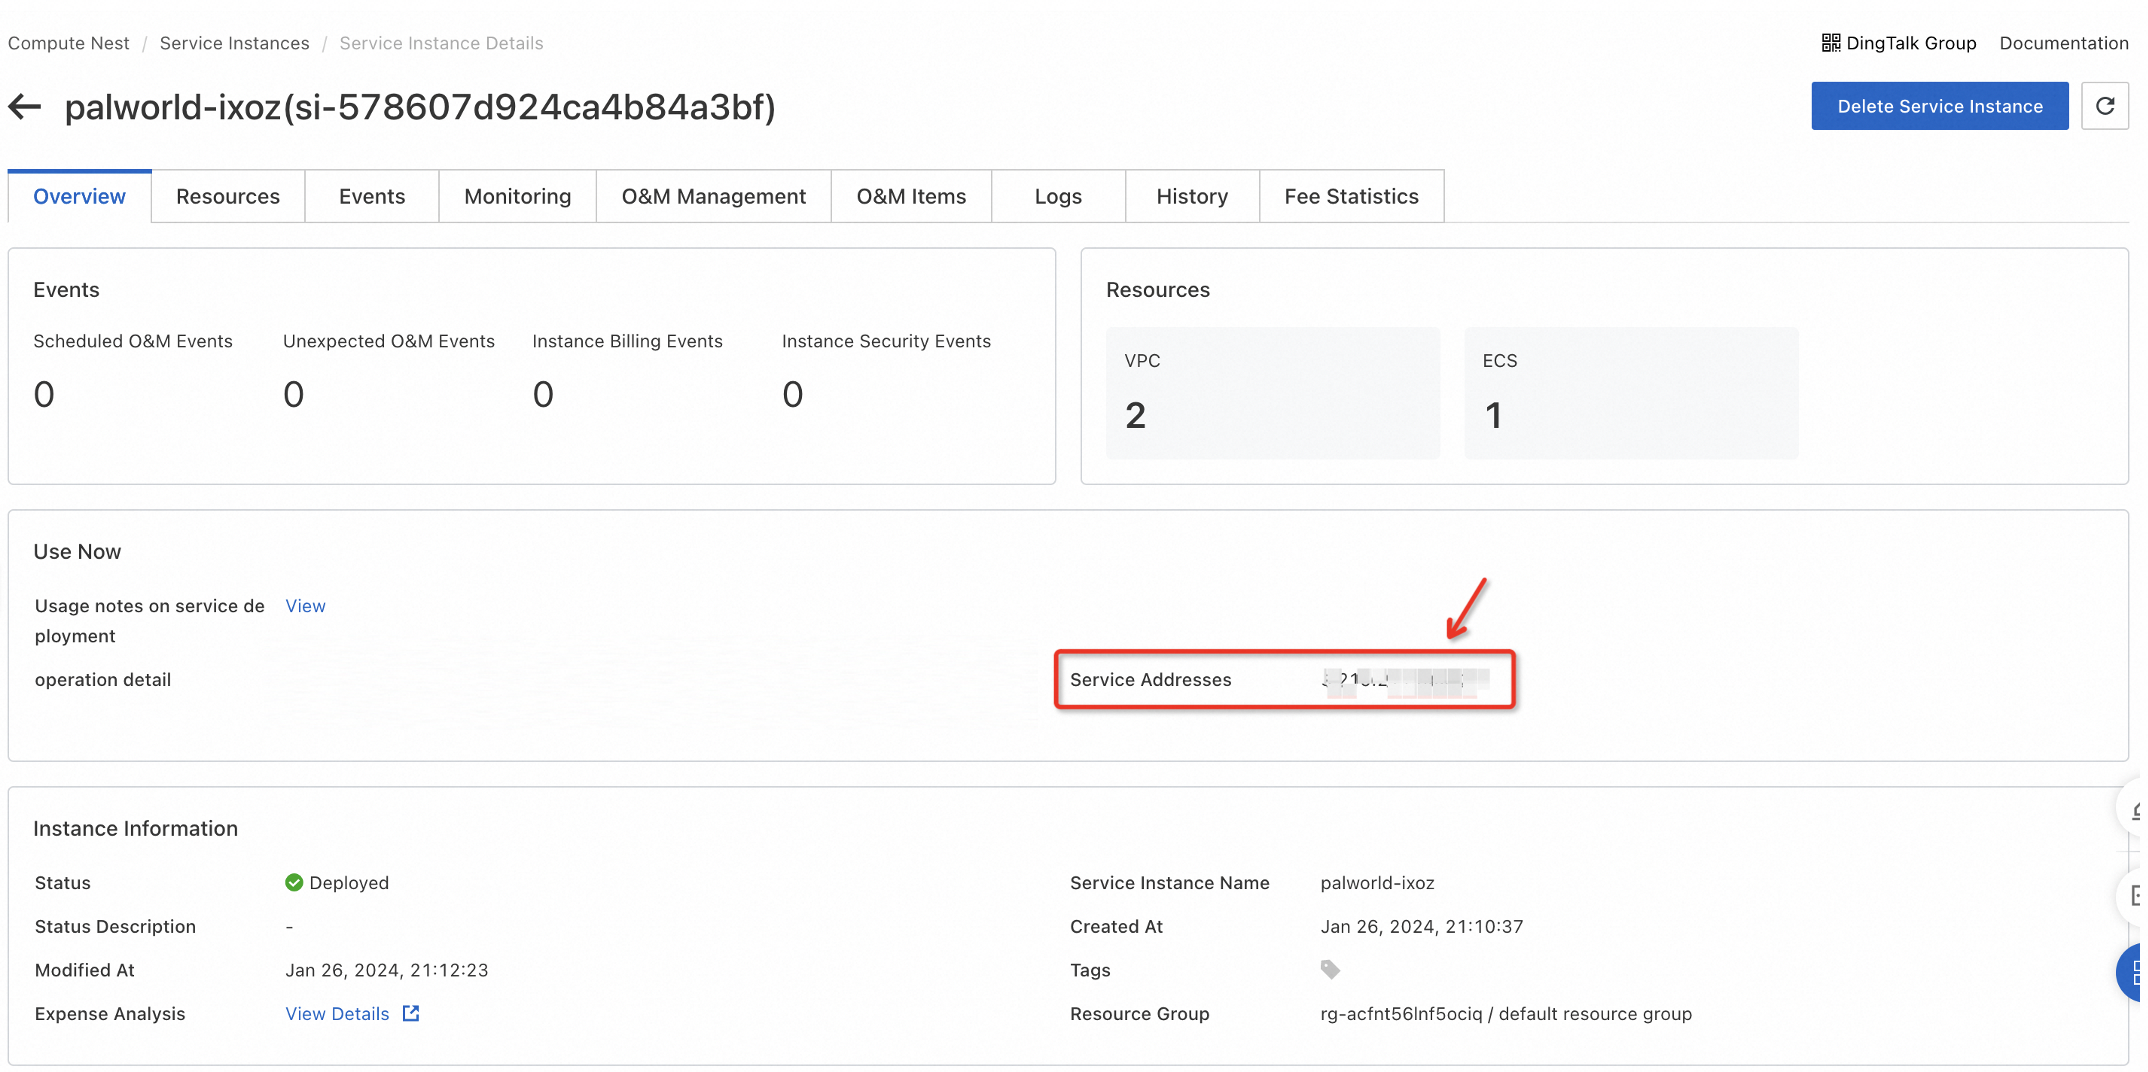 Compute Nest / Service Instances / Service Instance Details
DingTalk Group Documentation
palworld-ixoz(si-578607d924ca4b84a3bf)
Delete Service Instance
Overview Resources Events Monitoring O&M Management O&M Items Logs History Fee Statistics
Events
Scheduled O&M Events Unexpected O&M Events Instance Billing Events Instance Security Events
0 0 0 0
Resources
VPC ECS
2 1
Use Now
Usage notes on service de View
ployment
operation detail
Service Addresses
Instance Information
Status Deployed
Service Instance Name palworld-ixoz
Status Description -
Created At Jan 26, 2024, 21:10:37
Modified At Jan 26, 2024, 21:12:23
Tags
Expense Analysis View Details
Resource Group rg-acfnt56lnf5ociq / default resource group